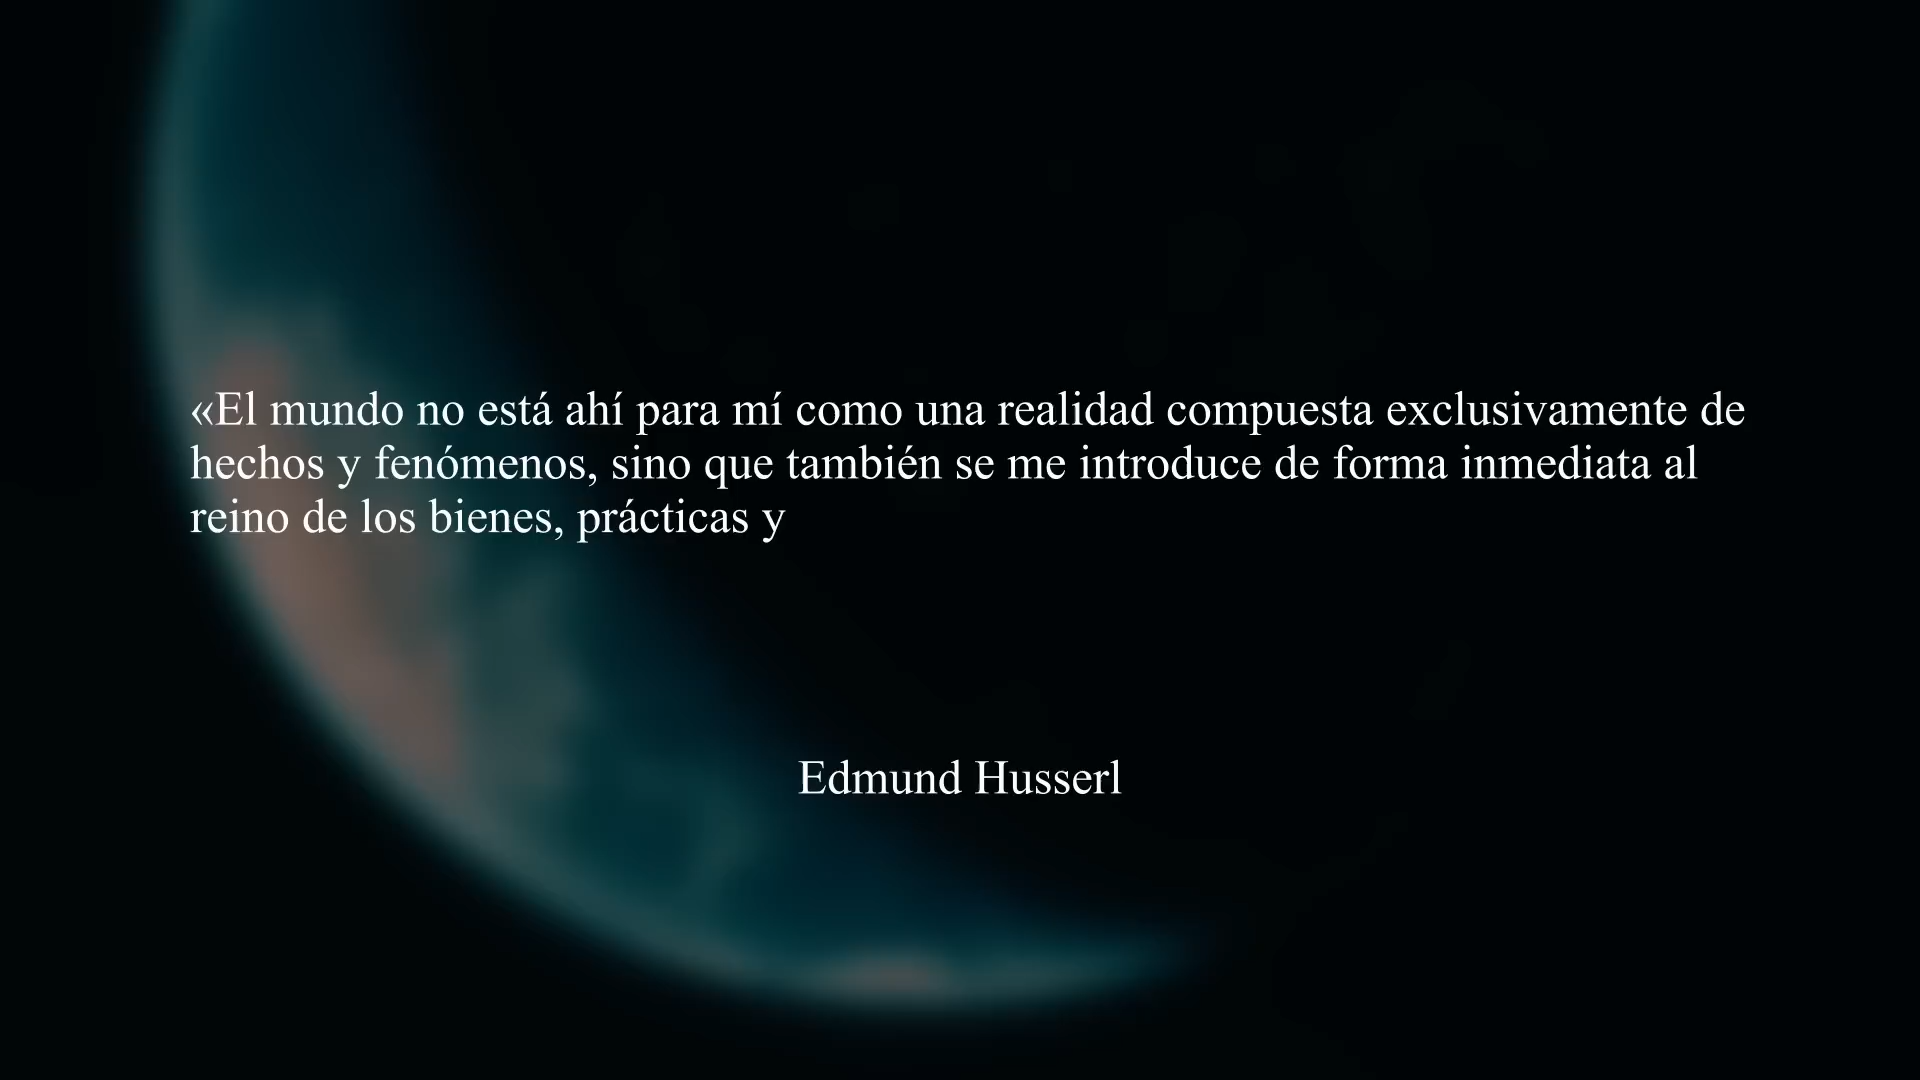 «El mundo no está ahí para mí como una realidad compuesta exclusivamente de
hechos y fenómenos, sino que también se me introduce de forma inmediata al
reino de los bienes, prácticas y
Edmund Husserl